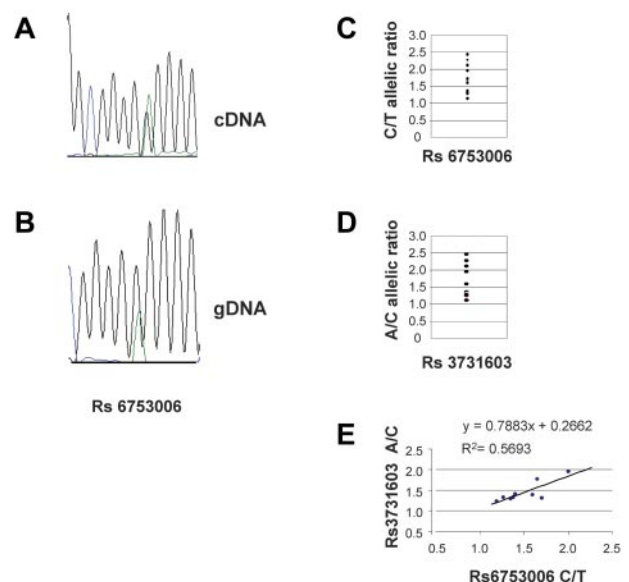 A
cDNA
B
gDNA
Rs 6753006
C
C/T allelic ratio
3.0
2.5
2.0
1.5
1.0
0.5
0
Rs 6753006
D
A/C allelic ratio
3.0
2.5
2.0
1.5
1.0
0.5
0
Rs 3731603
E
y = 0.7883x + 0.2662
R²= 0.5693
Rs3731603 A/C
2.5
2.0
1.5
1.0
0.5
0.5 1.0 1.5 2.0 2.5
Rs6753006 C/T